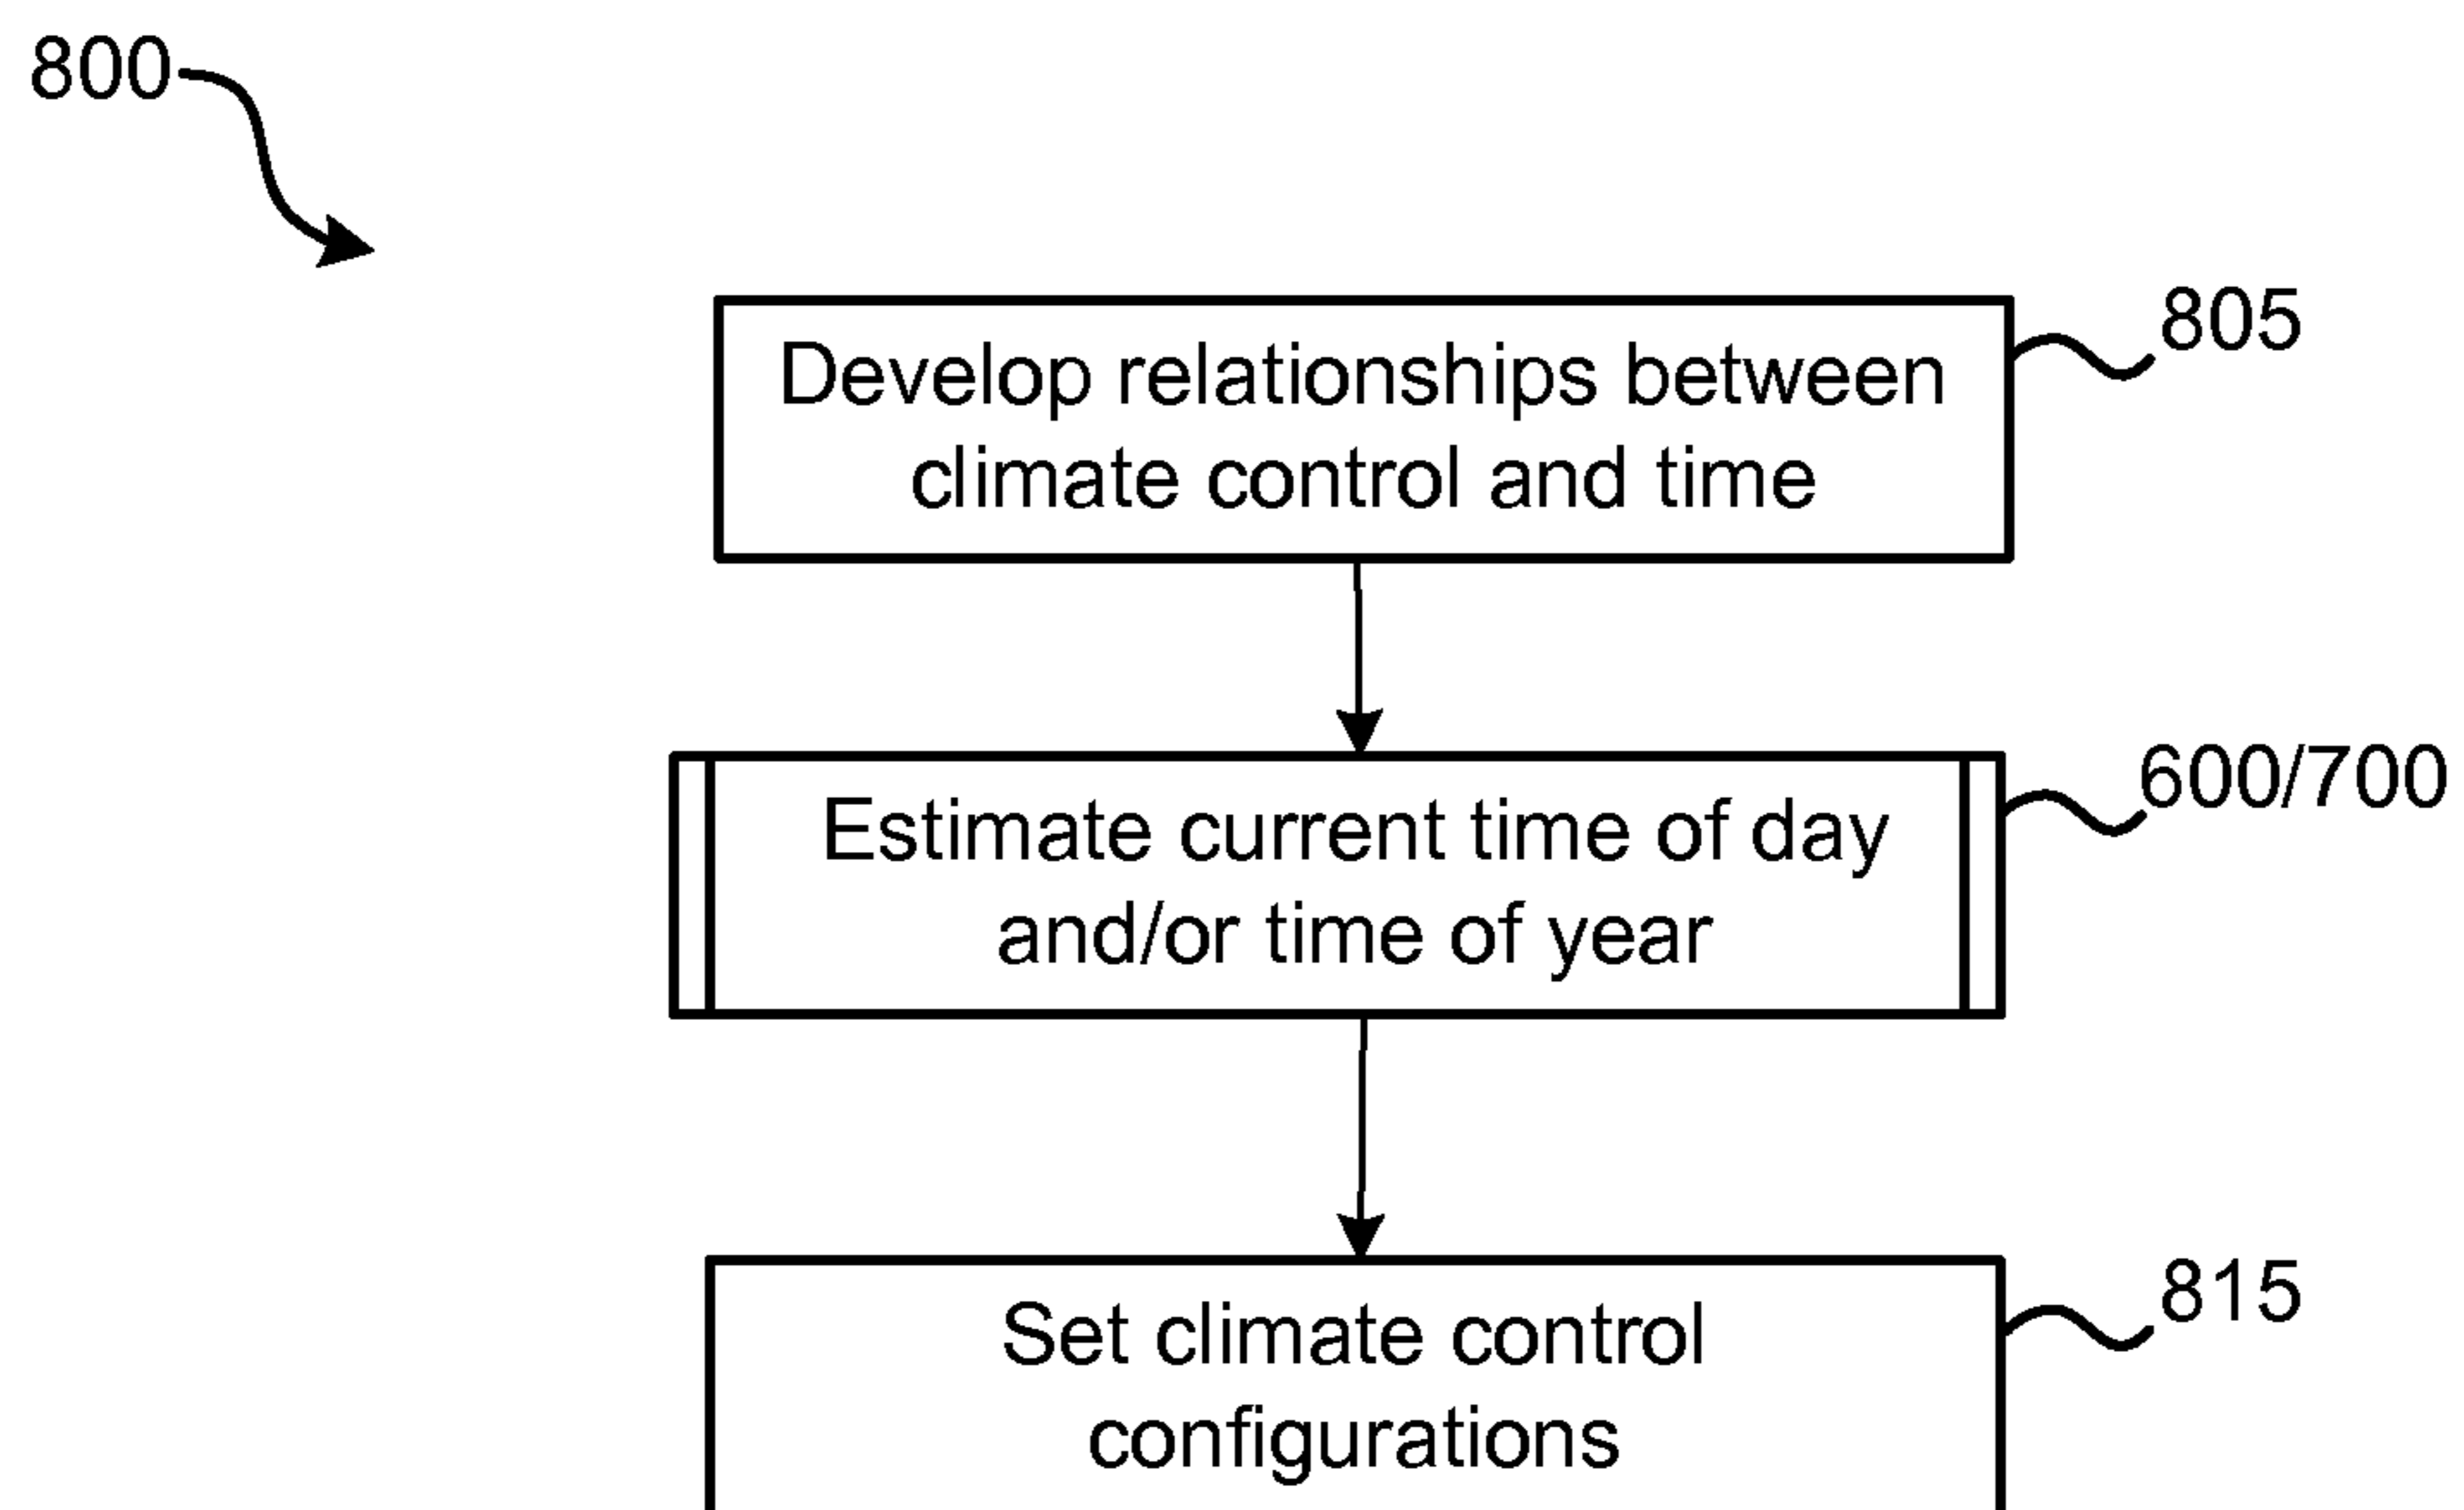 800
805
Develop relationships between
climate control and time
600/700
Estimate current time of day
and/or time of year
815
Set climate control
configurations